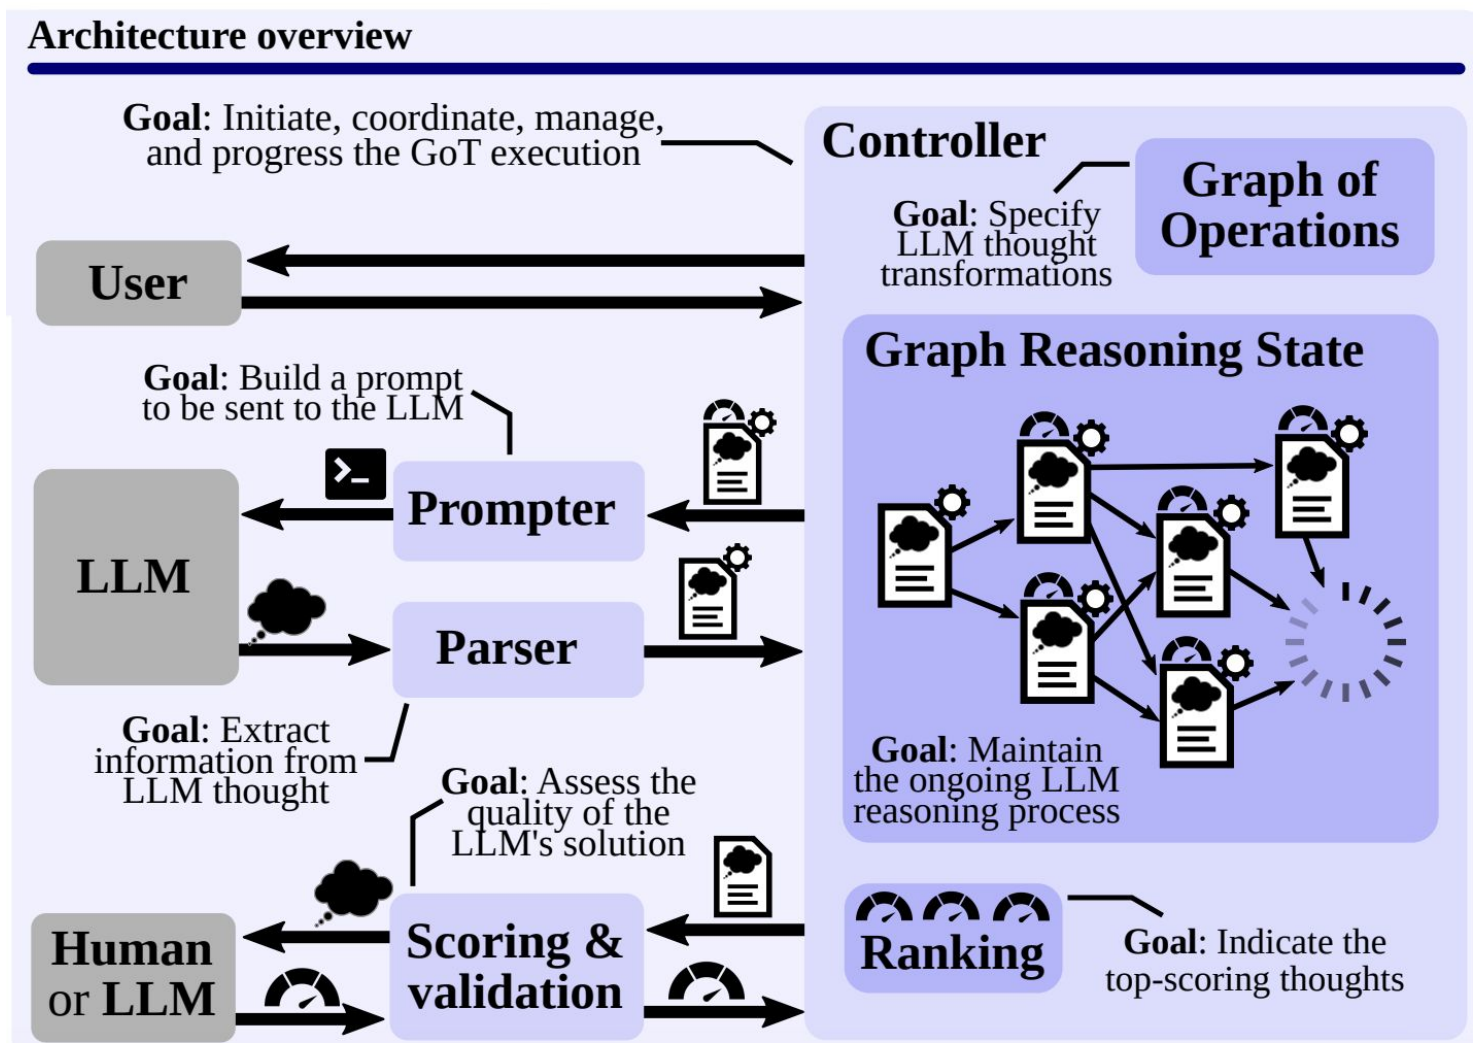 Architecture overview
Goal: Initiate, coordinate, manage,
and progress the GoT execution
Controller
Graph of
Operations
Goal: Specify
LLM thought
transformations
User
Graph Reasoning State
Goal: Build a prompt
to be sent to the LLM
Prompter
LLM
Parser
Goal: Extract
information from
LLM thought
Goal: Maintain
the ongoing LLM
reasoning process
Goal: Assess the
quality of the
LLM's solution
Human
or LLM
Scoring &
validation
Ranking
Goal: Indicate the
top-scoring thoughts